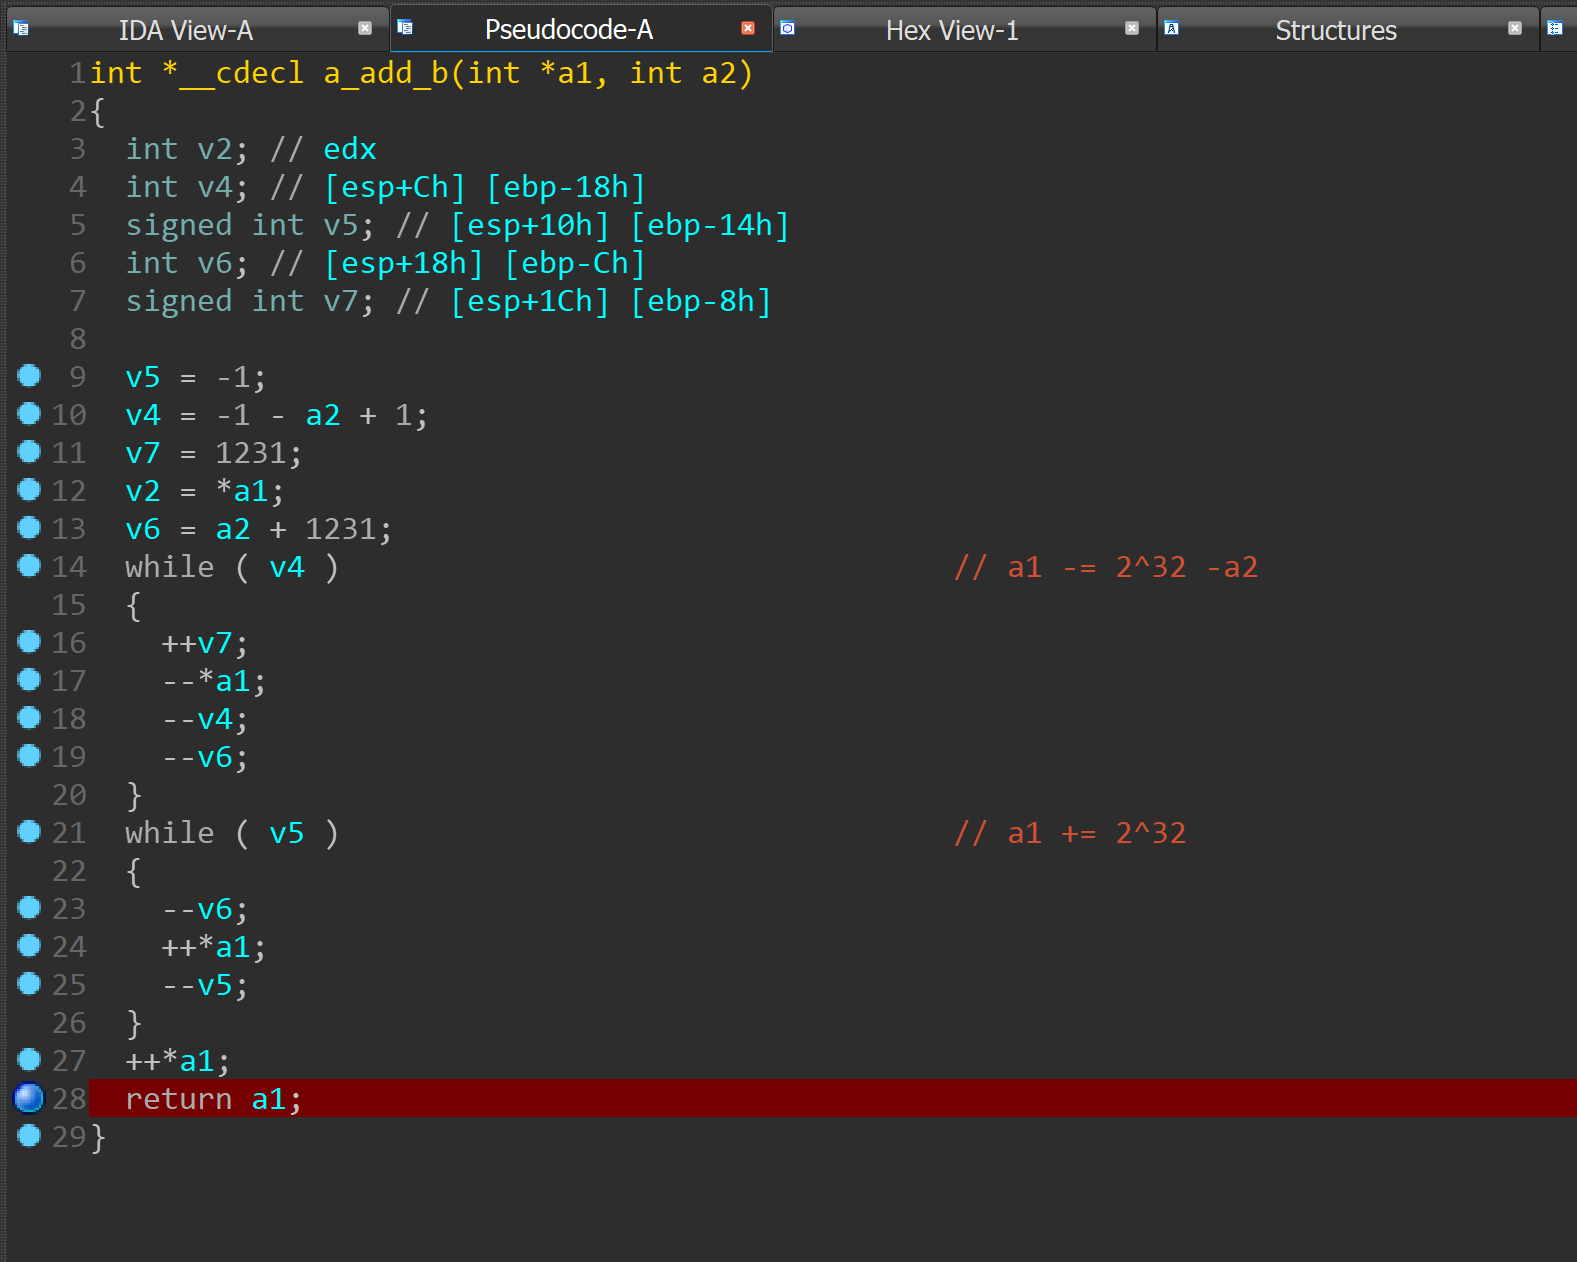 IDA View-A Pseudocode-A Hex View-1 Structures
1 int *__cdecl a_add_b(int *a1, int a2)
2 {
3   int v2; // edx
4   int v4; // [esp+Ch] [ebp-18h]
5   signed int v5; // [esp+10h] [ebp-14h]
6   int v6; // [esp+18h] [ebp-Ch]
7   signed int v7; // [esp+1Ch] [ebp-8h]
8
9   v5 = -1;
10   v4 = -1 - a2 + 1;
11   v7 = 1231;
12   v2 = *a1;
13   v6 = a2 + 1231;
14   while ( v4 ) // a1 -= 2^32 -a2
15   {
16     ++v7;
17     --*a1;
18     --v4;
19     --v6;
20   }
21   while ( v5 ) // a1 += 2^32
22   {
23     --v6;
24     ++*a1;
25     --v5;
26   }
27   ++*a1;
28   return a1;
29 }